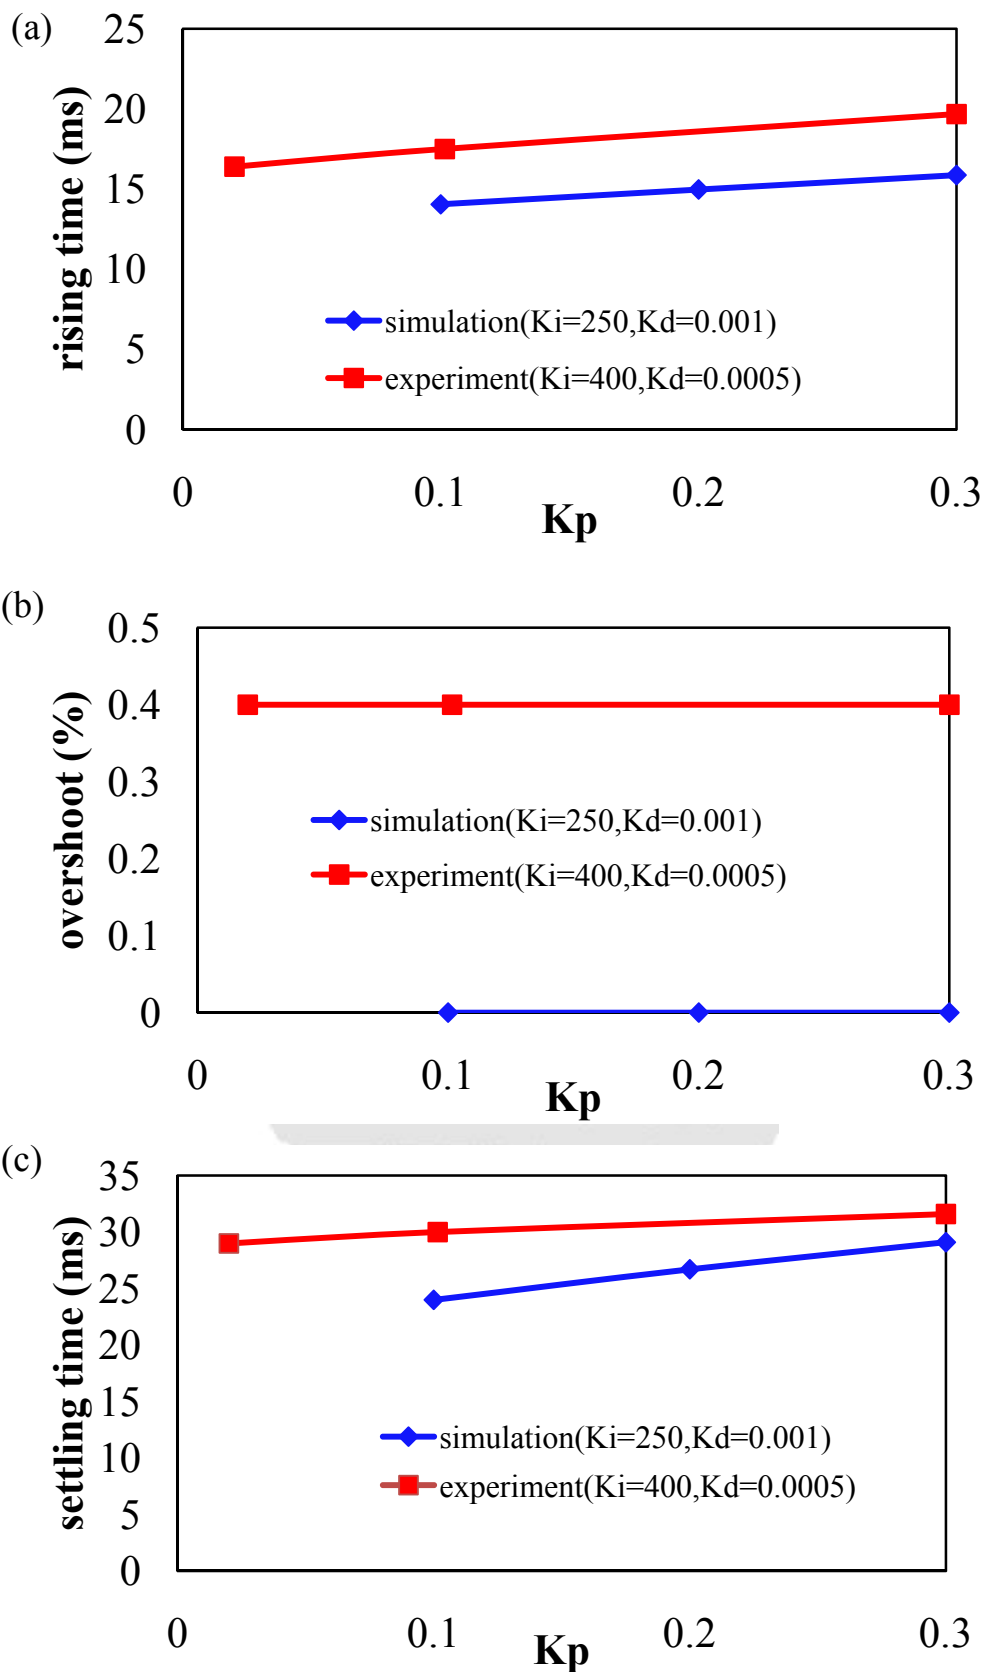 (a)
25
20
15
10
5
0
rising time (ms)
simulation(Ki=250,Kd=0.001)
experiment(Ki=400,Kd=0.0005)
0 0.1 0.2 0.3
Kp
(b)
0.5
0.4
0.3
0.2
0.1
0
overshoot (%)
simulation(Ki=250,Kd=0.001)
experiment(Ki=400,Kd=0.0005)
0 0.1 0.2 0.3
Kp
(c)
35
30
25
20
15
10
5
0
settling time (ms)
simulation(Ki=250,Kd=0.001)
experiment(Ki=400,Kd=0.0005)
0 0.1 0.2 0.3
Kp